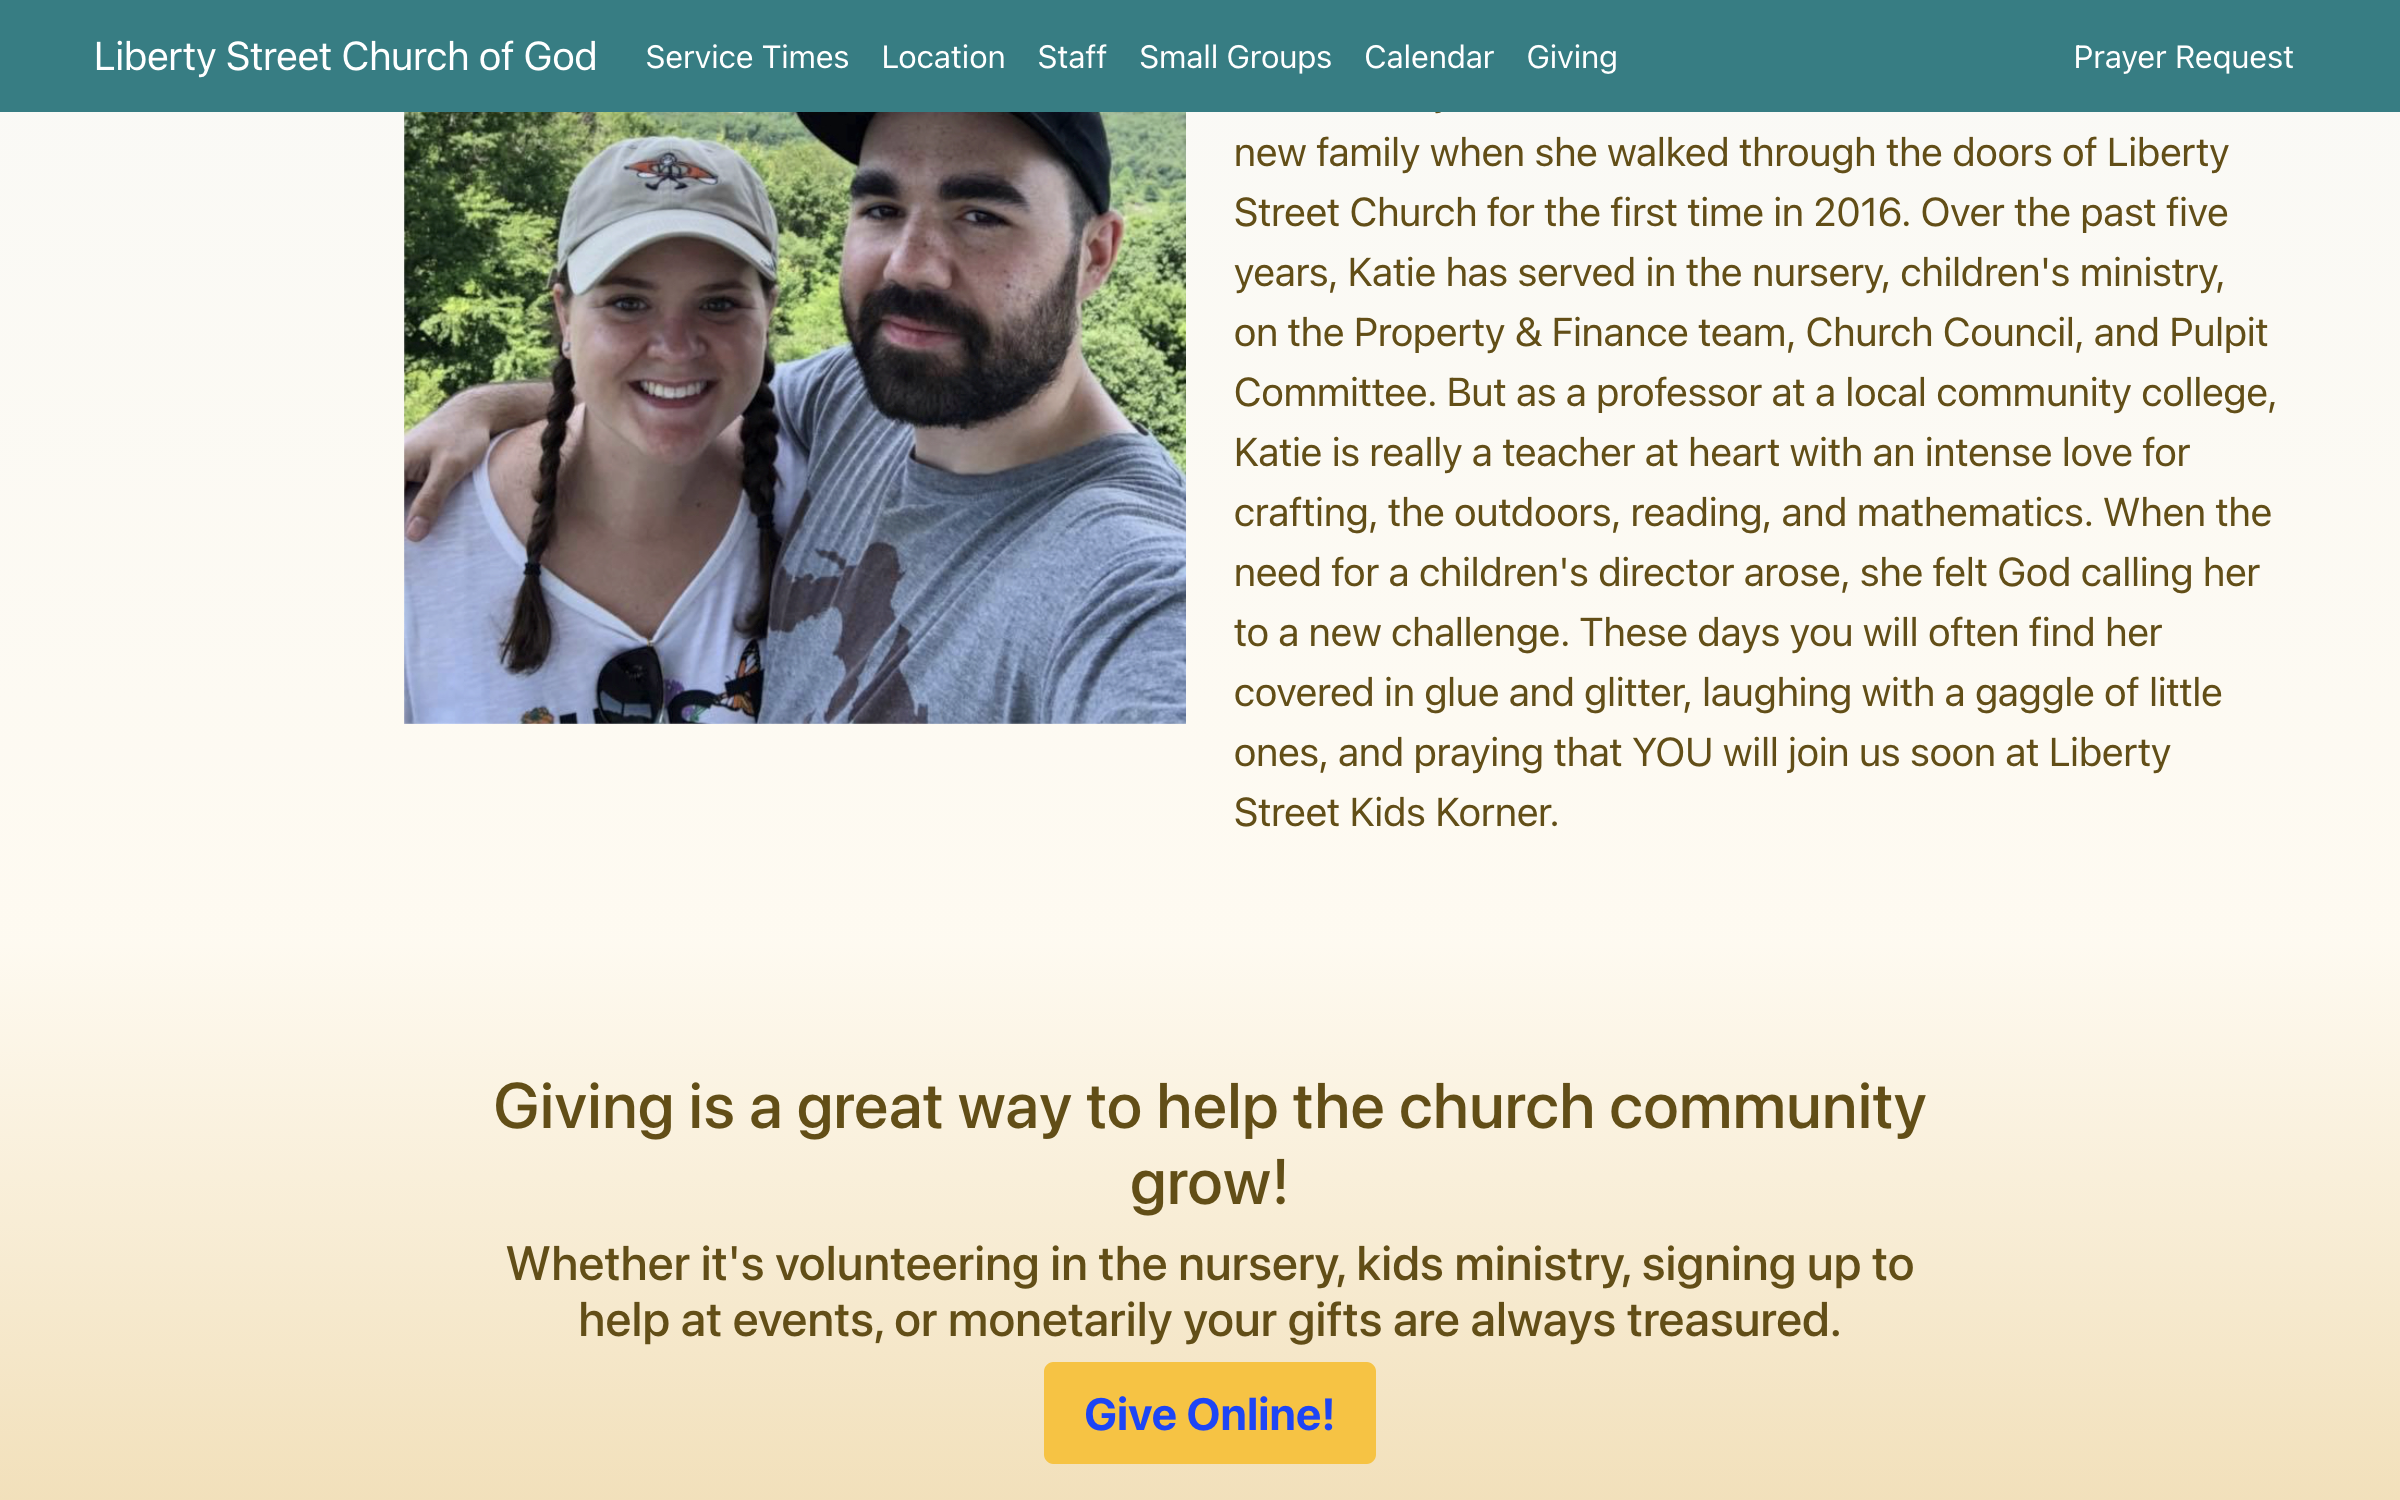 Liberty Street Church of God
Service Times
Location
Staff
Small Groups
Calendar
Giving
Prayer Request
new family when she walked through the doors of Liberty
Street Church for the first time in 2016. Over the past five
years, Katie has served in the nursery, children's ministry,
on the Property & Finance team, Church Council, and Pulpit
Committee. But as a professor at a local community college,
Katie is really a teacher at heart with an intense love for
crafting, the outdoors, reading, and mathematics. When the
need for a children's director arose, she felt God calling her
to a new challenge. These days you will often find her
covered in glue and glitter, laughing with a gaggle of little
ones, and praying that YOU will join us soon at Liberty
Street Kids Korner.
Giving is a great way to help the church community
grow!
Whether it's volunteering in the nursery, kids ministry, signing up to
help at events, or monetarily your gifts are always treasured.
Give Online!